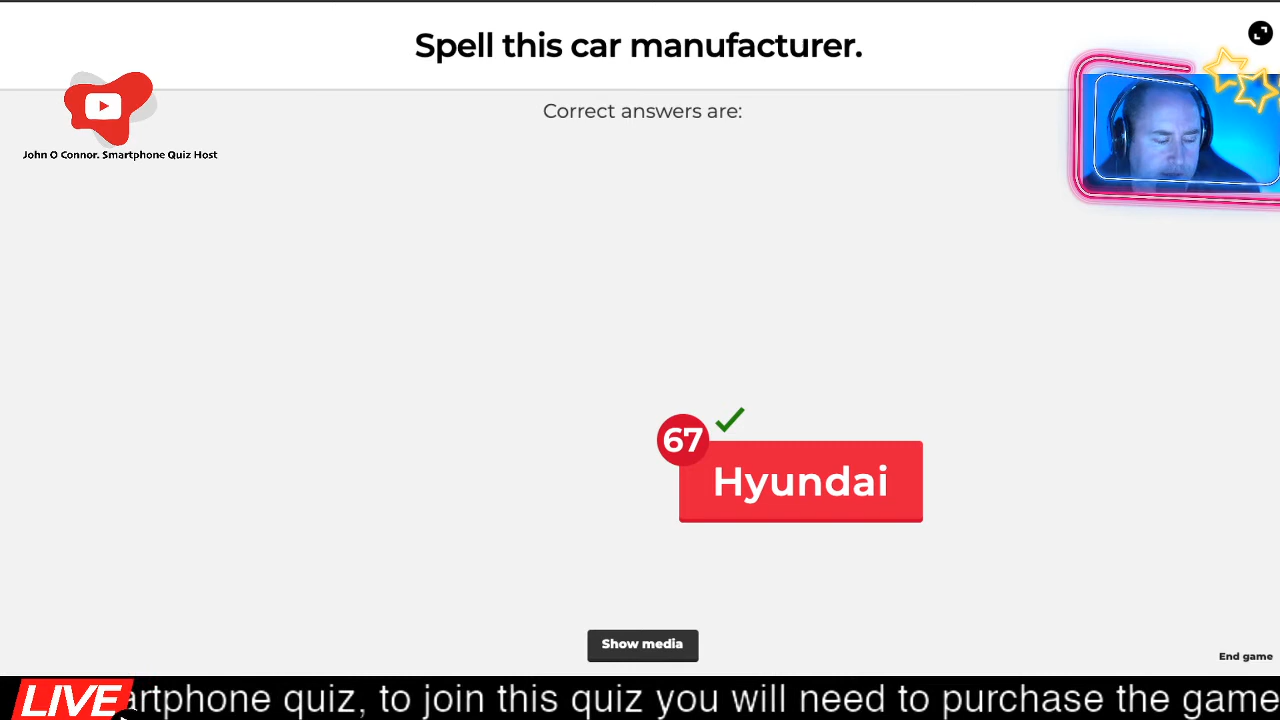 Spell this car manufacturer.
John O Connor. Smartphone Quiz Host
Correct answers are:
67
Hyundai
Show media
End game
LIVE
artphone quiz, to join this quiz you will need to purchase the game